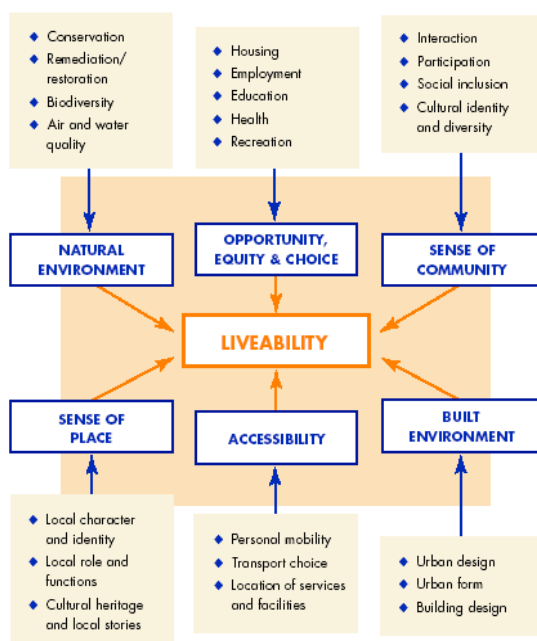 Conservation
Remediation/
restoration
Biodiversity
Air and water
quality
Housing
Employment
Education
Health
Recreation
Interaction
Participation
Social inclusion
Cultural identity
and diversity
NATURAL
ENVIRONMENT
OPPORTUNITY,
EQUITY & CHOICE
SENSE OF
COMMUNITY
LIVEABILITY
SENSE OF
PLACE
ACCESSIBILITY
BUILT
ENVIRONMENT
Local character
and identity
Local role and
functions
Cultural heritage
and local stories
Personal mobility
Transport choice
Location of services
and facilities
Urban design
Urban form
Building design